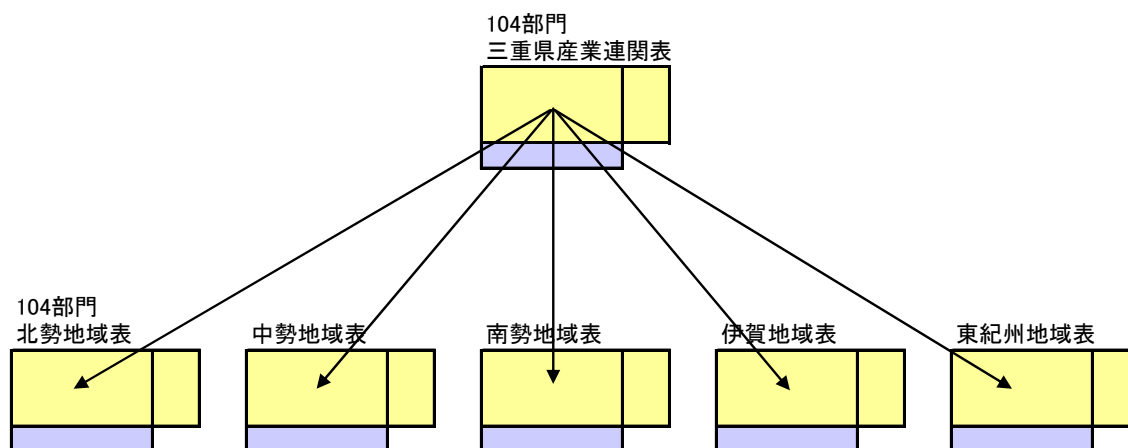 104部門
三重県産業連関表
104部門
北勢地域表
中勢地域表
南勢地域表
伊賀地域表
東紀州地域表